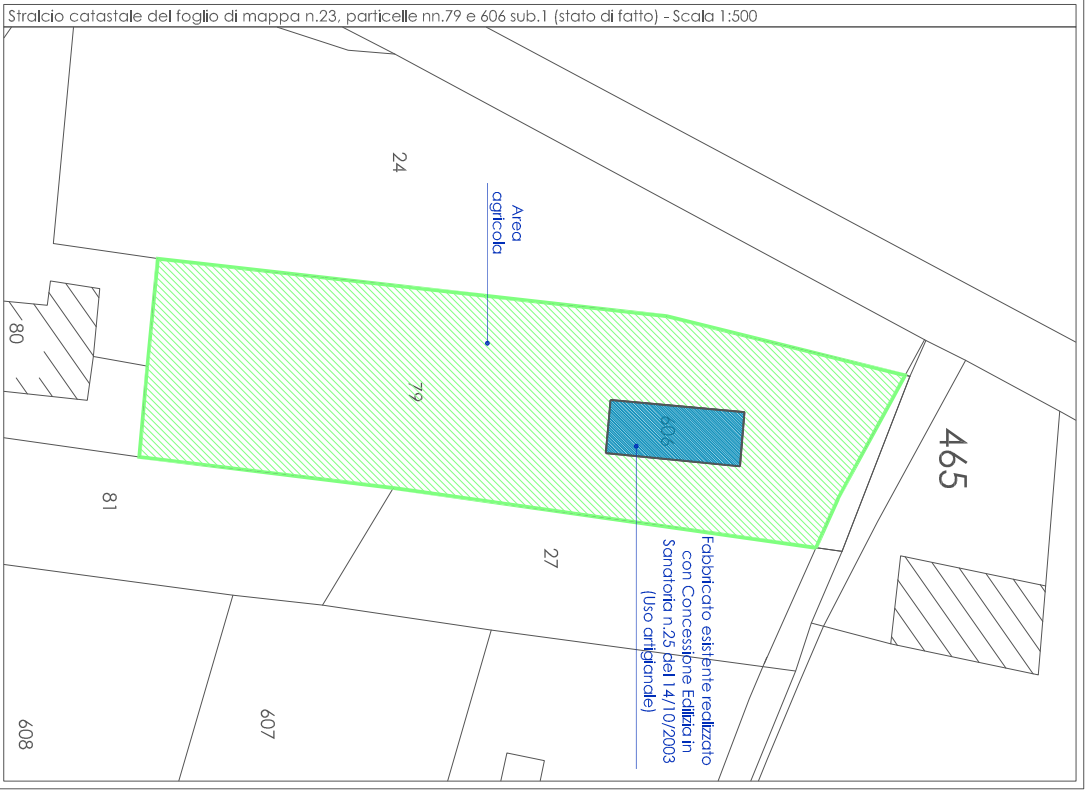 Stralcio catastale del foglio di mappa n.23, particelle nn.79 e 606 sub.1 (stato di fatto) - Scala 1:500
24
Area
agricola
465
79
606
80
81
27
Fabbricato esistente realizzato
con Concessione Edilizia in
Sanatoria n.25 del 14/10/2003
(Uso artigianale)
607
608